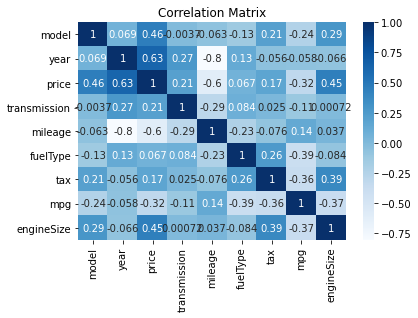 Correlation Matrix
model 1 0.069 0.46 -0.0037 -0.063 -0.13 0.21 -0.24 0.29
year 0.069 1 0.63 0.27 -0.8 0.13 -0.056 -0.058 -0.066
price 0.46 0.63 1 0.21 -0.6 0.067 0.17 -0.32 0.45
transmission -0.0037 0.27 0.21 1 -0.29 0.084 0.025 -0.11 0.00072
mileage -0.063 -0.8 -0.6 -0.29 1 -0.23 -0.076 0.14 0.037
fuelType -0.13 0.13 0.067 0.084 -0.23 1 0.26 -0.39 -0.084
tax 0.21 -0.056 0.17 0.025 -0.076 0.26 1 -0.36 0.39
mpg -0.24 -0.058 -0.32 -0.11 0.14 -0.39 -0.36 1 -0.37
engineSize 0.29 -0.066 0.45 0.00072 0.037 -0.084 0.39 -0.37 1
model year price transmission mileage fuelType tax mpg engineSize
1.00
0.75
0.50
0.25
0.00
-0.25
-0.50
-0.75